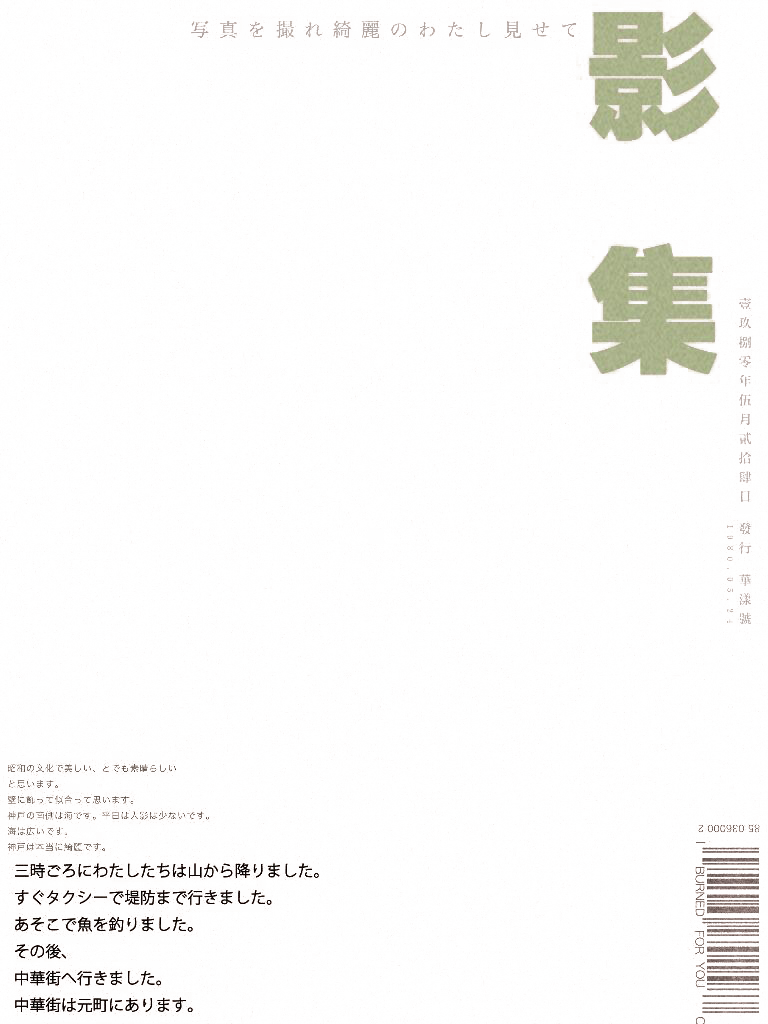 写真を撮れ綺麗のわたし見せて
影集
壹玖捌零年伍月貳拾肆日 發行 華漾號
1980.05.24
昭和の文化で美しい、とでも素晴らしい
と思います。
壁に飾って似合って思います。
神戸の面側は海です。平日は人影は少ないです。
海は広いです。
神戸は本当に綺麗です。
三時ごろにわたしたちは山から降りました。
すぐタクシーで堤防まで行きました。
あそこで魚を釣りました。
その後、
中華街へ行きました。
中華街は元町にあります。
85 036000 2
I BURNED FOR YOU